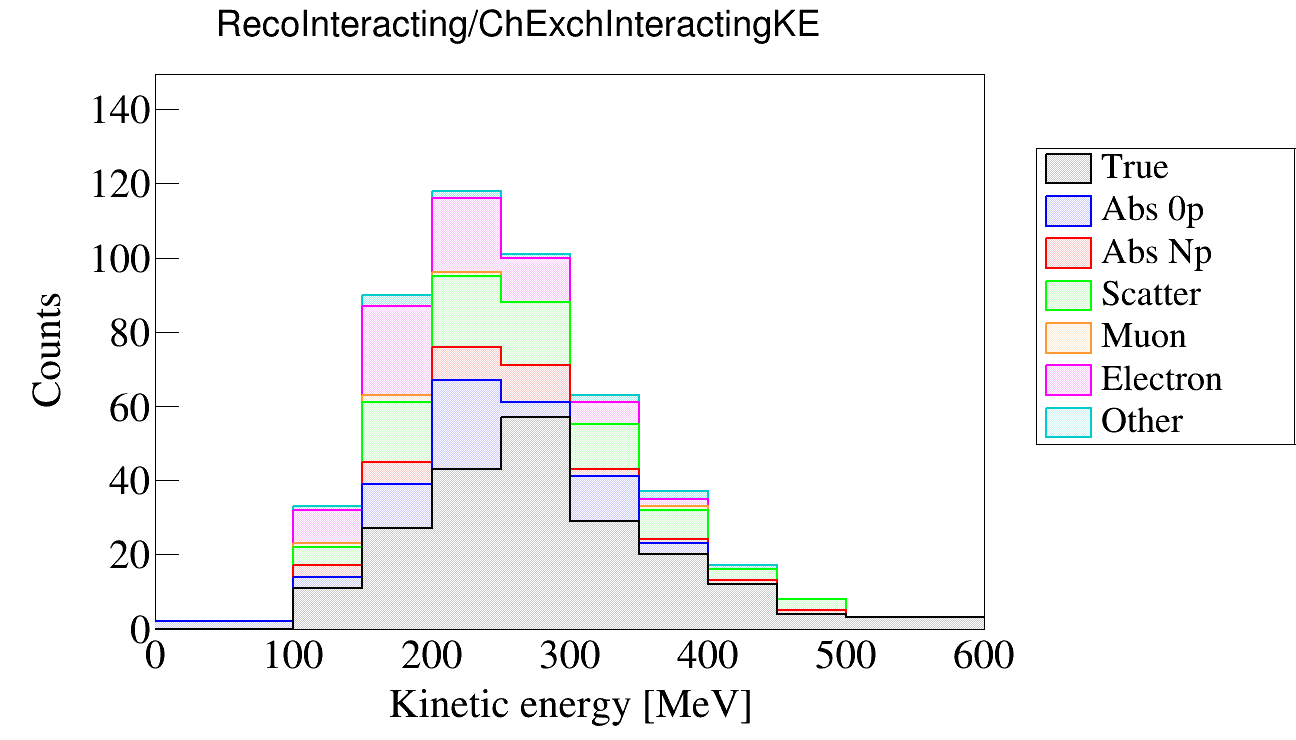 RecoInteracting/ChExchInteractingKE
140
120
100
80
60
40
20
0
0 100 200 300 400 500 600
Counts
Kinetic energy [MeV]
True
Abs 0p
Abs Np
Scatter
Muon
Electron
Other